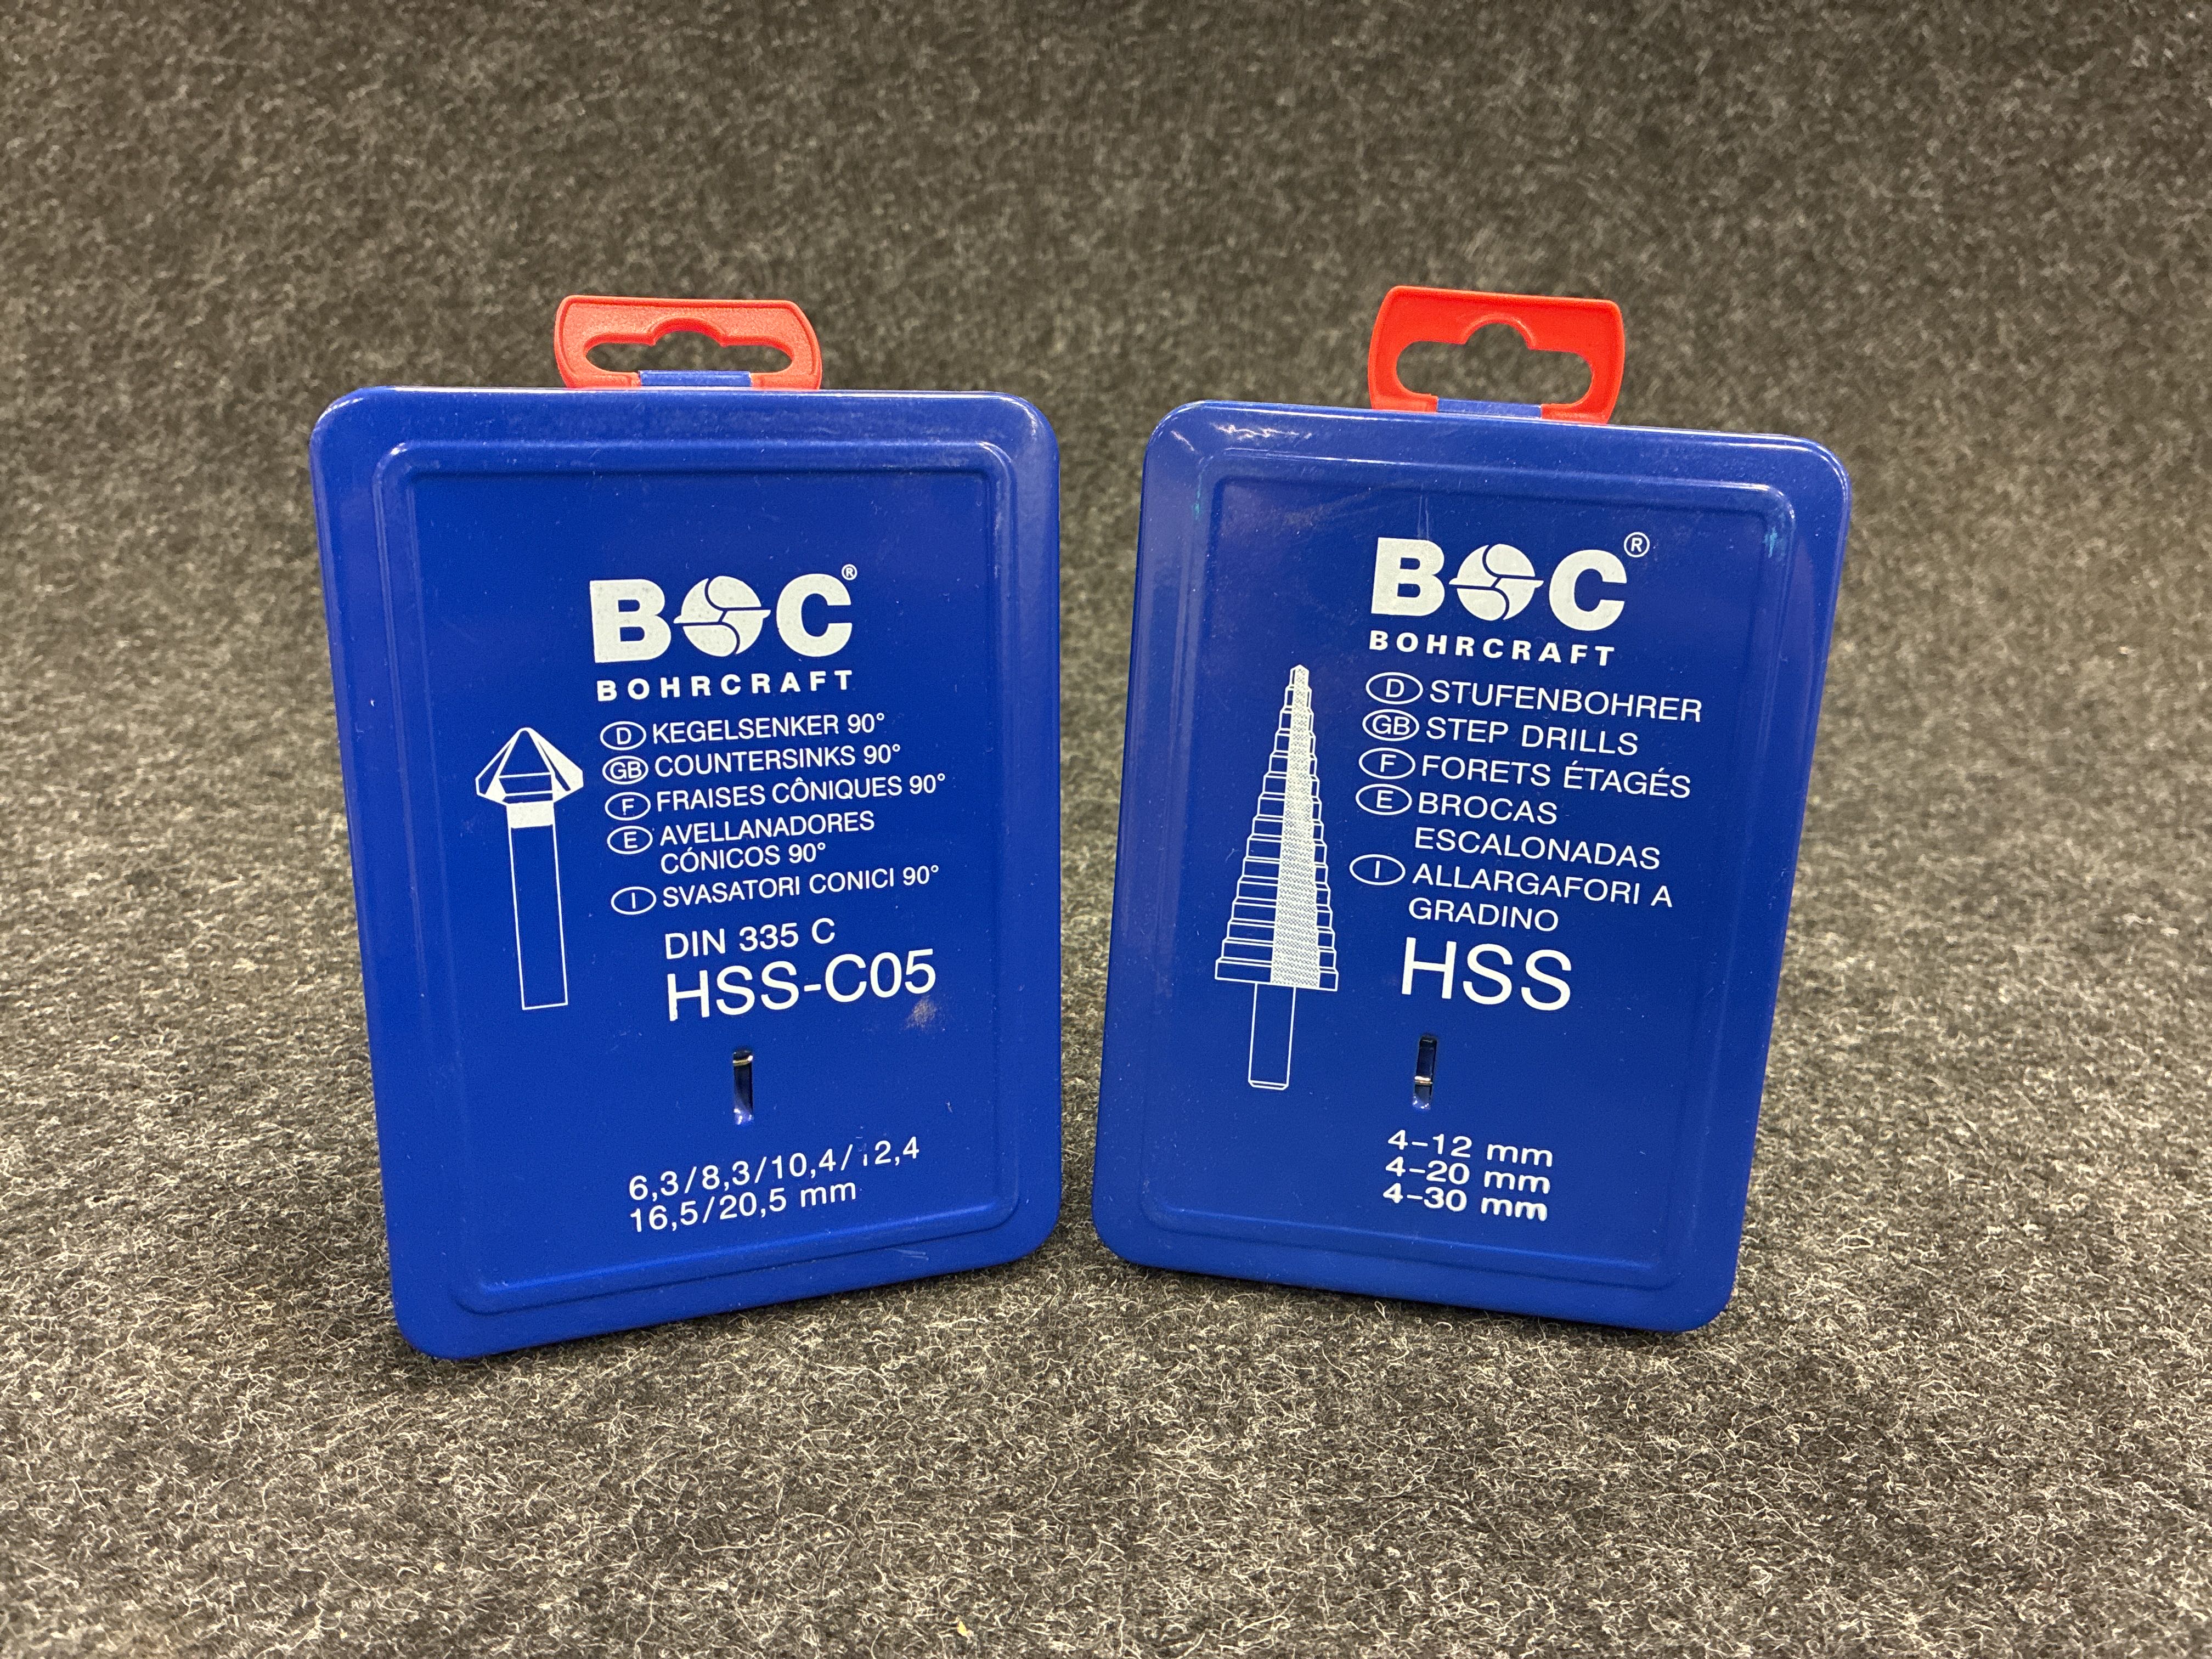 BOC®
BOHRCRAFT
D KEGELSENKER 90°
GB COUNTERSINKS 90°
F FRAISES CÔNIQUES 90°
E AVELLANADORES
CÓNICOS 90°
I SVASATORI CONICI 90°
DIN 335 C
HSS-C05
6,3/8,3/10,4/12,4
16,5/20,5 mm
BOC®
BOHRCRAFT
D STUFENBOHRER
GB STEP DRILLS
F FORETS ÉTAGÉS
E BROCAS
ESCALONADAS
I ALLARGAFORI A
GRADINO
HSS
4-12 mm
4-20 mm
4-30 mm